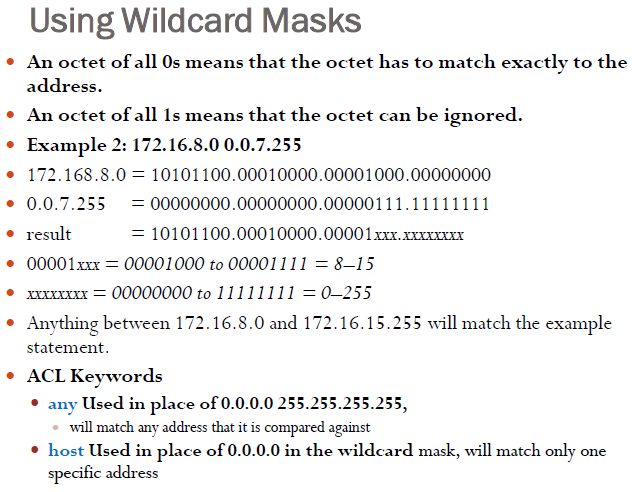 Using Wildcard Masks
• An octet of all 0s means that the octet has to match exactly to the
address.
• An octet of all 1s means that the octet can be ignored.
• Example 2: 172.16.8.0 0.0.7.255
• 172.168.8.0 = 10101100.00010000.00001000.00000000
• 0.0.7.255 = 00000000.00000000.00000111.11111111
• result = 10101100.00010000.00001xxx.xxxxxxxx
• 00001xxx = 00001000 to 00001111 = 8–15
• xxxxxxxx = 00000000 to 11111111 = 0–255
• Anything between 172.16.8.0 and 172.16.15.255 will match the example
statement.
• ACL Keywords
• any Used in place of 0.0.0.0 255.255.255.255,
• will match any address that it is compared against
• host Used in place of 0.0.0.0 in the wildcard mask, will match only one
specific address